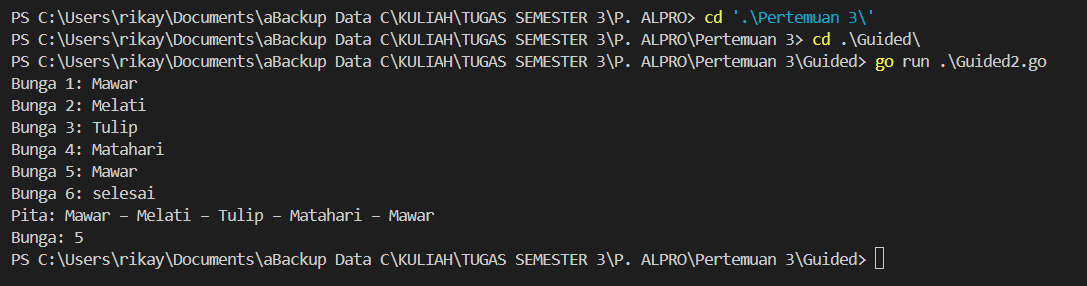 PS C:\Users\rikay\Documents\aBackup Data C\KULIAH\TUGAS SEMESTER 3\P. ALPRO> cd '.\Pertemuan 3\'
PS C:\Users\rikay\Documents\aBackup Data C\KULIAH\TUGAS SEMESTER 3\P. ALPRO\Pertemuan 3> cd .\Guided\
PS C:\Users\rikay\Documents\aBackup Data C\KULIAH\TUGAS SEMESTER 3\P. ALPRO\Pertemuan 3\Guided> go run .\Guided2.go
Bunga 1: Mawar
Bunga 2: Melati
Bunga 3: Tulip
Bunga 4: Matahari
Bunga 5: Mawar
Bunga 6: selesai
Pita: Mawar – Melati – Tulip – Matahari – Mawar
Bunga: 5
PS C:\Users\rikay\Documents\aBackup Data C\KULIAH\TUGAS SEMESTER 3\P. ALPRO\Pertemuan 3\Guided>